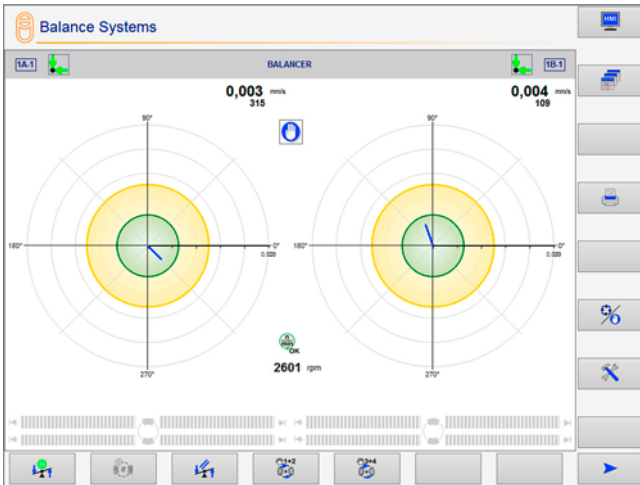 Balance Systems
HMI
1A-1
BALANCER
1B-1
0,003 mm/s
315
0,004 mm/s
109
90°
90°
180°
0°
180°
0°
0.020
0.020
n
OK
2601 rpm
270°
270°
1+2
3+4